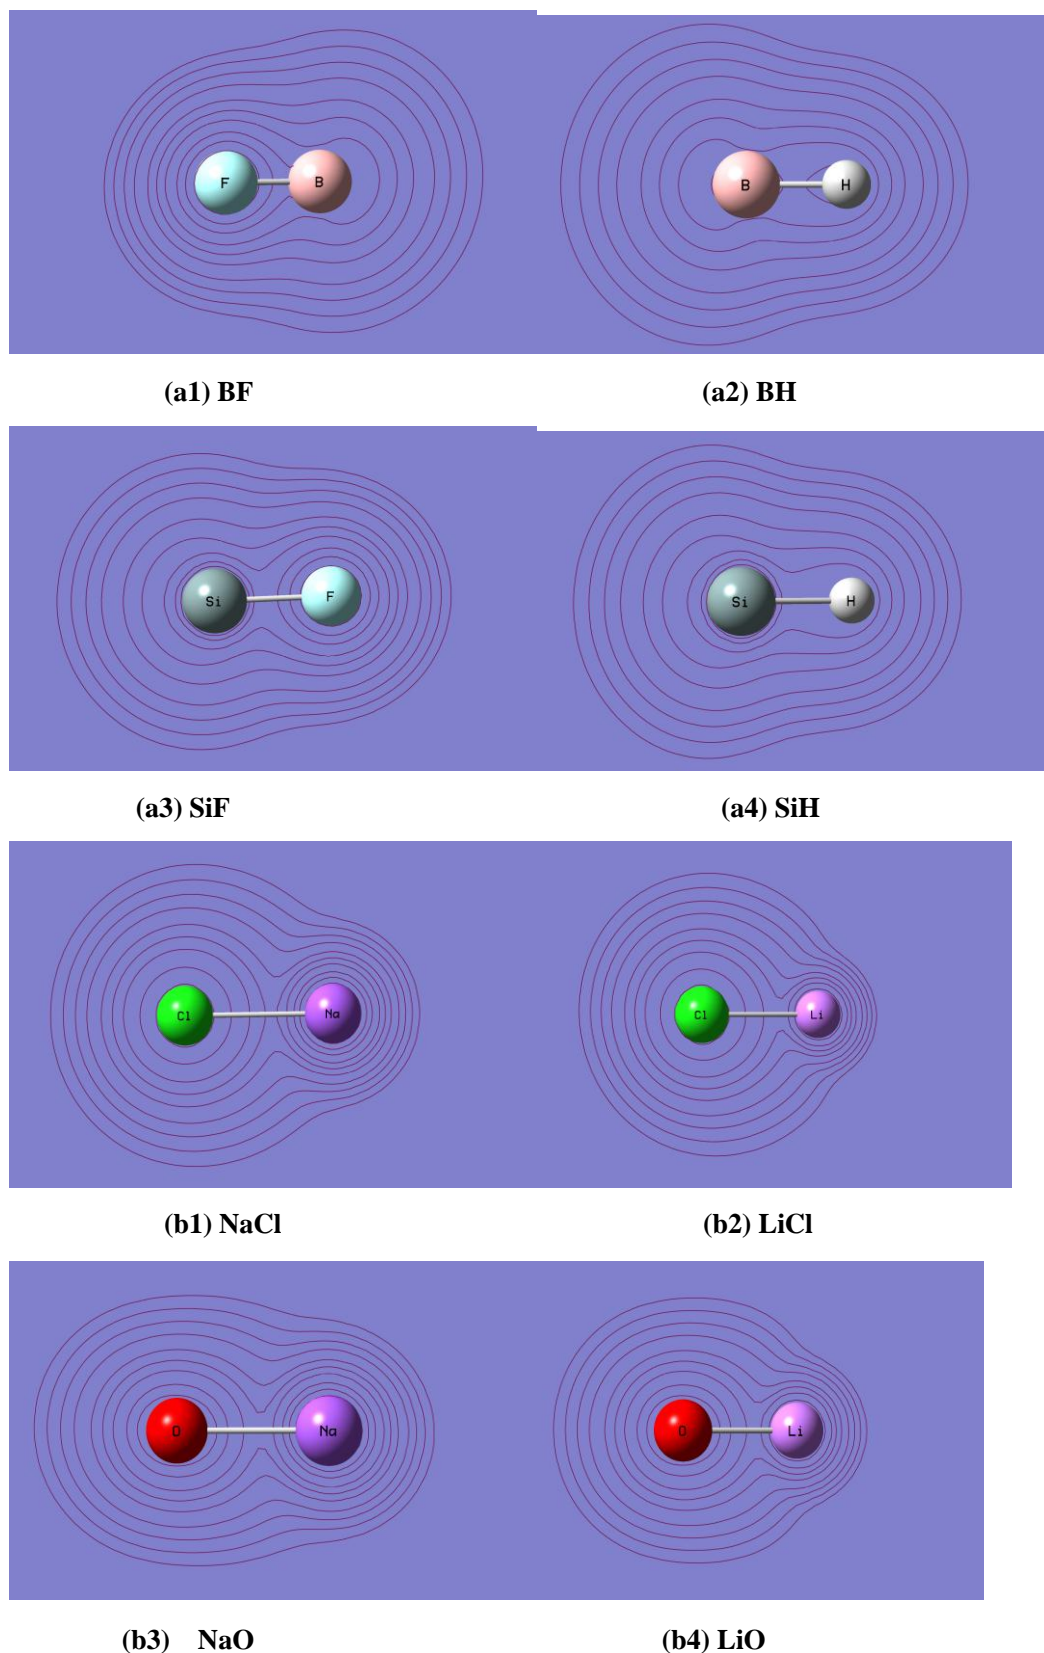 F B B H
(a1) BF (a2) BH
Si F Si H
(a3) SiF (a4) SiH
Cl Na Cl Li
(b1) NaCl (b2) LiCl
O Na O Li
(b3) NaO (b4) LiO